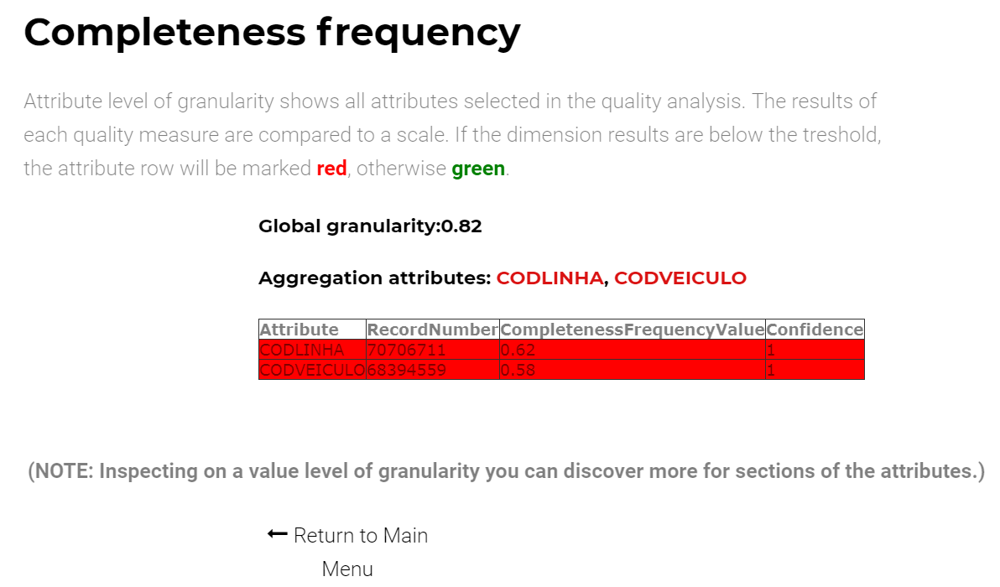 Completeness frequency
Attribute level of granularity shows all attributes selected in the quality analysis. The results of
each quality measure are compared to a scale. If the dimension results are below the treshold,
the attribute row will be marked red, otherwise green.
Global granularity:0.82
Aggregation attributes: CODLINHA, CODVEICULO
Attribute RecordNumber CompletenessFrequencyValue Confidence
CODLINHA 70706711 0.62 1
CODVEICULO 68394559 0.58 1
(NOTE: Inspecting on a value level of granularity you can discover more for sections of the attributes.)
Return to Main
Menu